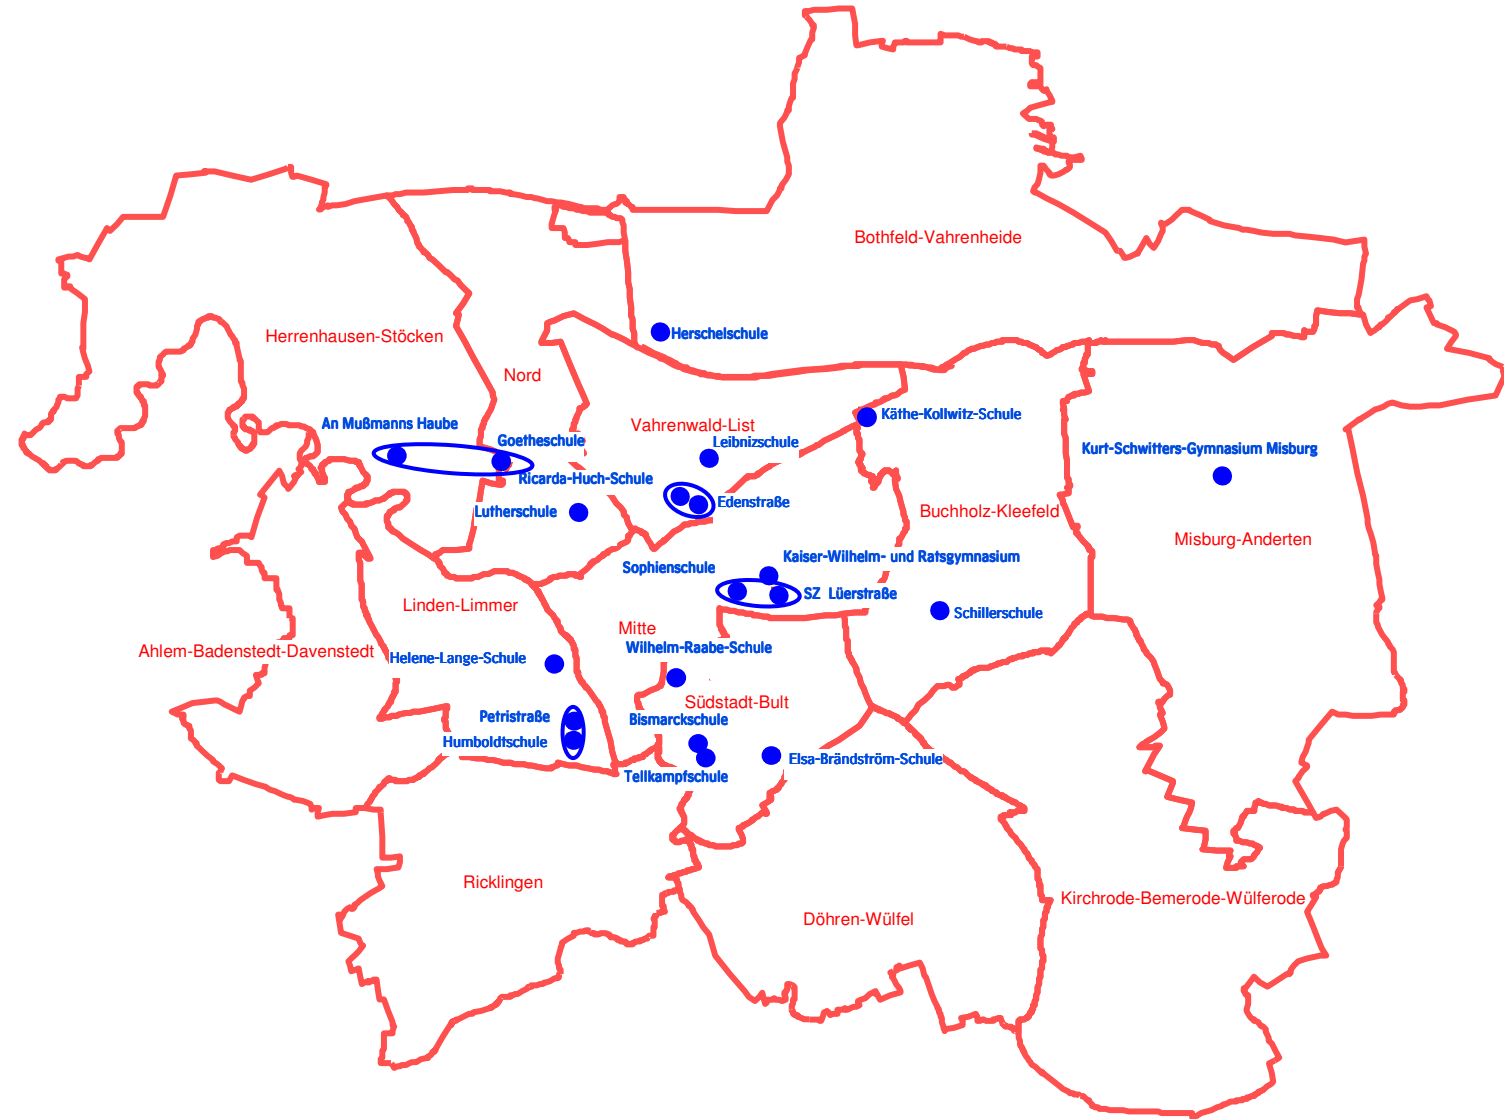 Bothfeld-Vahrenheide
Herschelschule
Herrenhausen-Stöcken
Nord
An Mußmanns Haube
Vahrenwald-List
Käthe-Kollwitz-Schule
Goetheschule
Leibnizschule
Kurt-Schwitters-Gymnasium Misburg
Ricarda-Huch-Schule
Edenstraße
Lutherschule
Buchholz-Kleefeld
Misburg-Anderten
Kaiser-Wilhelm- und Ratsgymnasium
Sophienschule
SZ Lüerstraße
Linden-Limmer
Schillerschule
Mitte
Ahlem-Badenstedt-Davenstedt
Wilhelm-Raabe-Schule
Helene-Lange-Schule
Südstadt-Bult
Petristraße
Bismarckschule
Humboldtschule
Elsa-Brändström-Schule
Tellkampfschule
Ricklingen
Kirchrode-Bemerode-Wülferode
Döhren-Wülfel